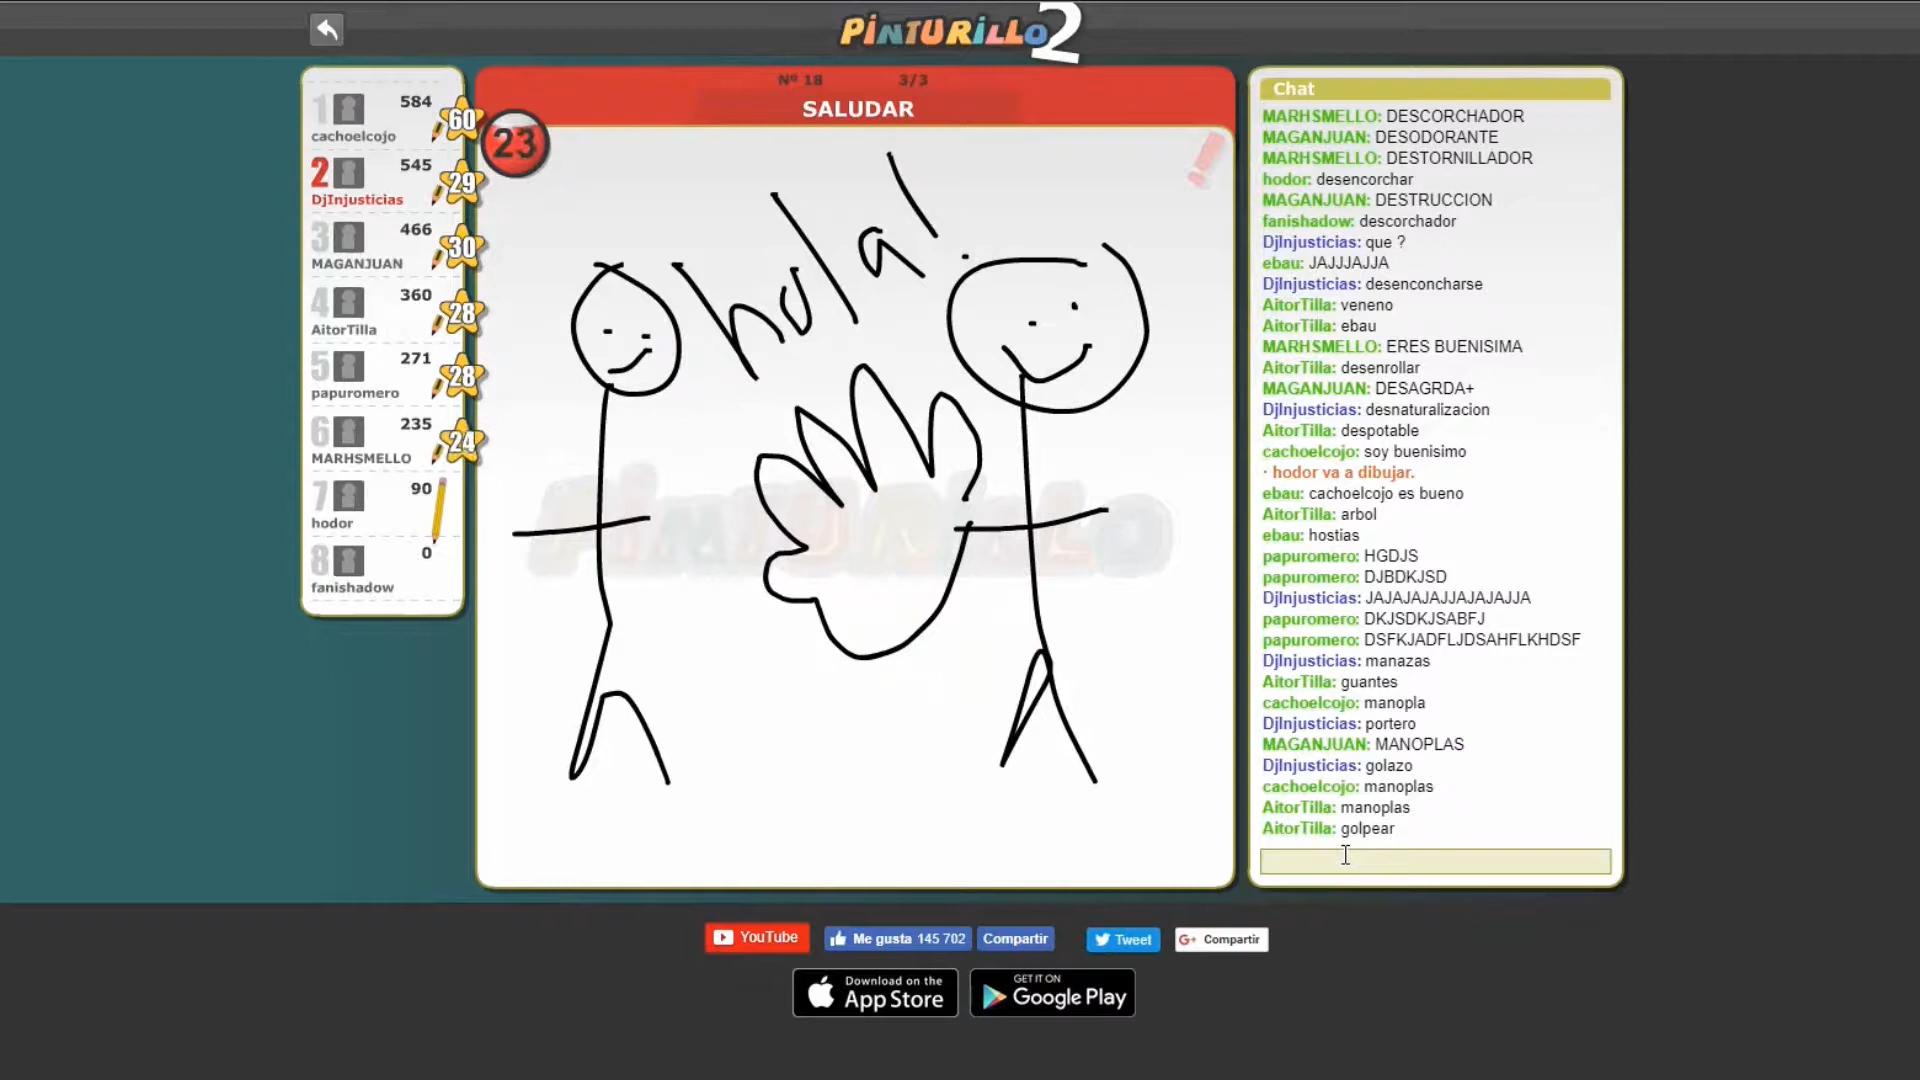 PINTURILLO2
Nº 18 3/3
SALUDAR
23
1 584 60
cachoelcojo
2 545 29
DjInjusticias
3 466 30
MAGANJUAN
4 360 28
AitorTilla
5 271 28
papuromero
6 235 24
MARHSMELLO
7 90
hodor
8 0
fanishadow
hola!
PINTURILLO
Chat
MARHSMELLO: DESCORCHADOR
MAGANJUAN: DESODORANTE
MARHSMELLO: DESTORNILLADOR
hodor: desencorchar
MAGANJUAN: DESTRUCCION
fanishadow: descorchador
DjInjusticias: que ?
ebau: JAJJJAJJA
DjInjusticias: desenconcharse
AitorTilla: veneno
AitorTilla: ebau
MARHSMELLO: ERES BUENISIMA
AitorTilla: desenrollar
MAGANJUAN: DESAGRDA+
DjInjusticias: desnaturalizacion
AitorTilla: despotable
cachoelcojo: soy buenisimo
· hodor va a dibujar.
ebau: cachoelcojo es bueno
AitorTilla: arbol
ebau: hostias
papuromero: HGDJS
papuromero: DJBDKJSD
DjInjusticias: JAJAJAJAJJAJAJAJJA
papuromero: DKJSDKJSABFJ
papuromero: DSFKJADFLJDSAHFLKHDSF
DjInjusticias: manazas
AitorTilla: guantes
cachoelcojo: manopla
DjInjusticias: portero
MAGANJUAN: MANOPLAS
DjInjusticias: golazo
cachoelcojo: manoplas
AitorTilla: manoplas
AitorTilla: golpear
YouTube
Me gusta 145 702 Compartir
Tweet
G+ Compartir
Download on the
App Store
GET IT ON
Google Play